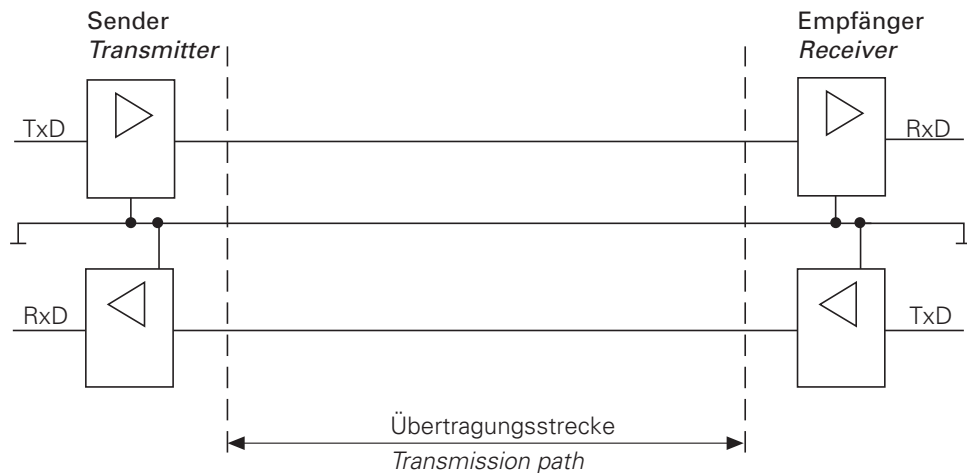 Sender
Transmitter
Empfänger
Receiver
TxD
RxD
RxD
TxD
Übertragungsstrecke
Transmission path